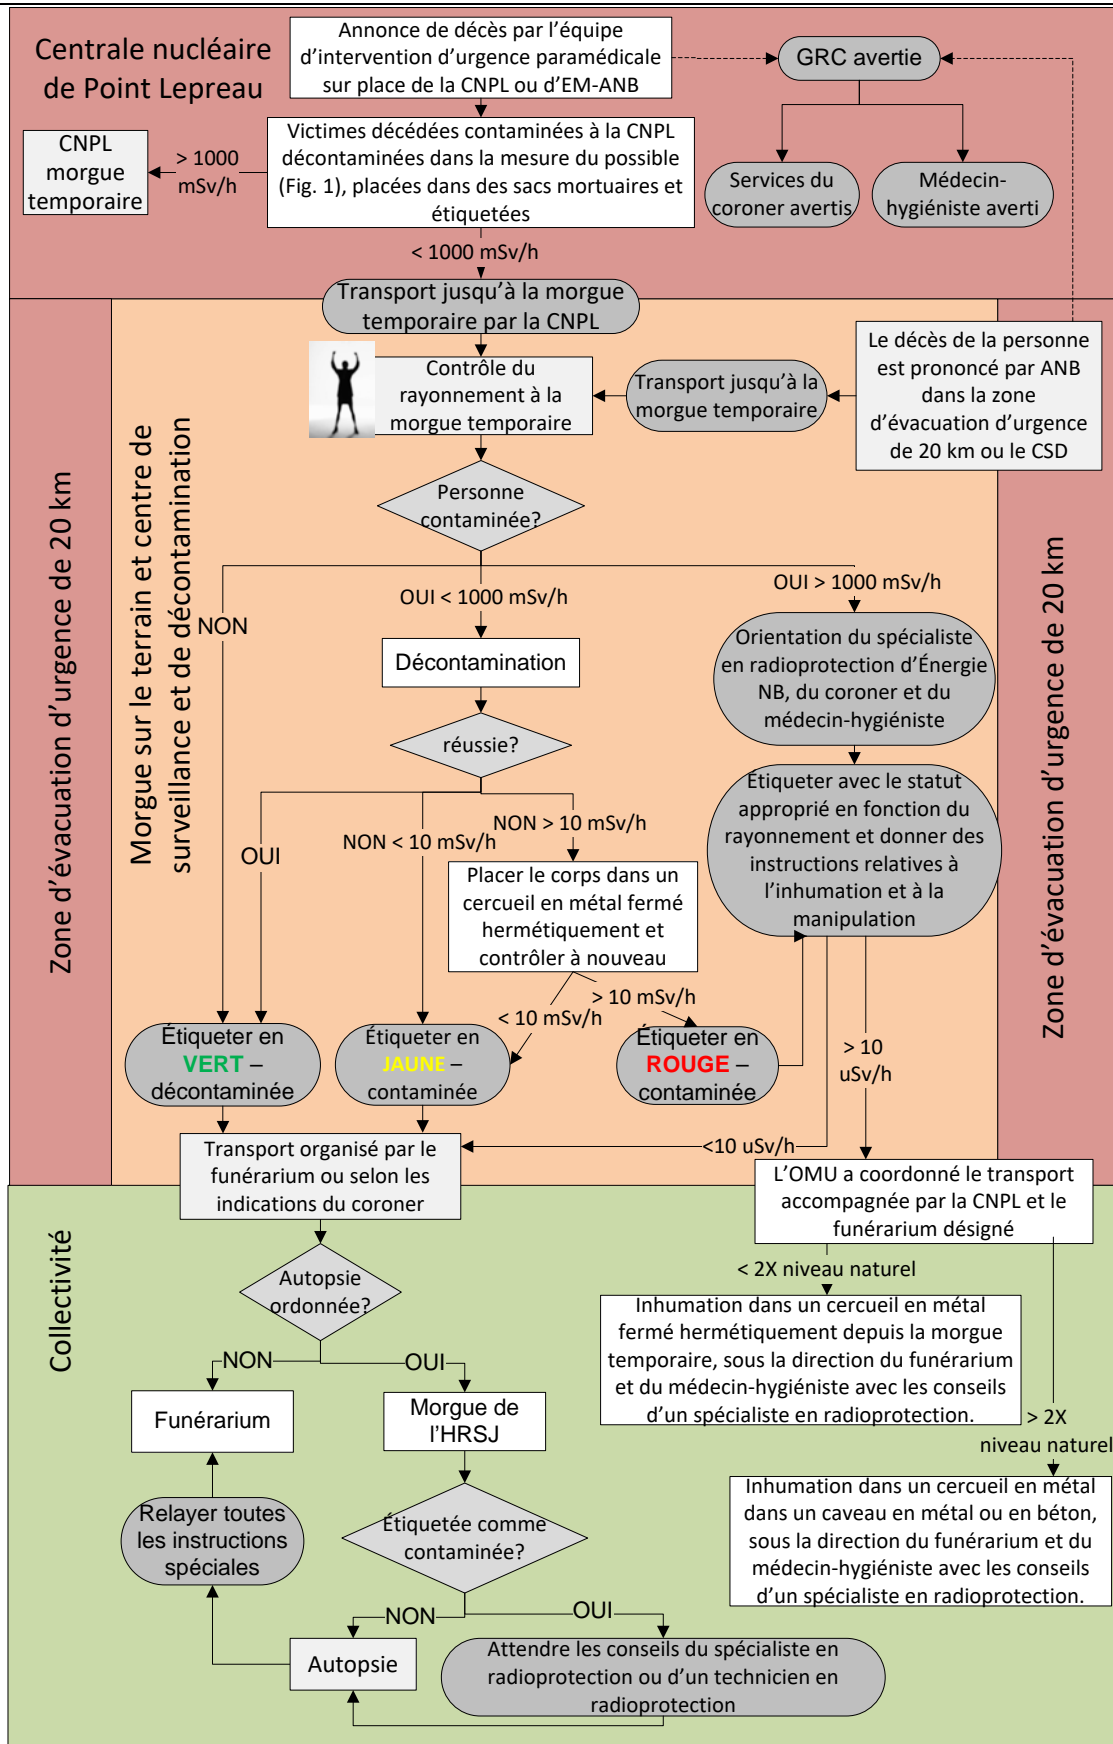 Centrale nucléaire
de Point Lepreau
Annonce de décès par l’équipe
d’intervention d’urgence paramédicale
sur place de la CNPL ou d’EM-ANB
GRC avertie
CNPL
morgue
temporaire
> 1000
mSv/h
Victimes décédées contaminées à la CNPL
décontaminées dans la mesure du possible
(Fig. 1), placées dans des sacs mortuaires et
étiquetées
Services du
coroner avertis
Médecin-
hygiéniste averti
< 1000 mSv/h
Transport jusqu’à la morgue
temporaire par la CNPL
Zone d’évacuation d’urgence de 20 km
Morgue sur le terrain et centre de
surveillance et de décontamination
Contrôle du
rayonnement à la
morgue temporaire
Transport jusqu’à la
morgue temporaire
Le décès de la personne
est prononcé par ANB
dans la zone
d’évacuation d’urgence
de 20 km ou le CSD
Zone d’évacuation d’urgence de 20 km
Personne
contaminée?
NON
OUI < 1000 mSv/h
OUI > 1000 mSv/h
Décontamination
Orientation du spécialiste
en radioprotection d’Énergie
NB, du coroner et du
médecin-hygiéniste
réussie?
OUI
NON < 10 mSv/h
NON > 10 mSv/h
Etiqueter avec le statut
approprié en fonction du
rayonnement et donner des
instructions relatives à
l’inhumation et à la
manipulation
Placer le corps dans un
cercueil en métal fermé
hermétiquement et
contrôler à nouveau
< 10 mSv/h
> 10 mSv/h
Étiqueter en
VERT –
décontaminée
Étiqueter en
JAUNE –
contaminée
Étiqueter en
ROUGE –
contaminée
> 10
uSv/h
<10 uSv/h
Transport organisé par le
funérarium ou selon les
indications du coroner
L’OMU a coordonné le transport
accompagnée par la CNPL et le
funérarium désigné
Collectivité
Autopsie
ordonnée?
< 2X niveau naturel
Inhumation dans un cercueil en métal
fermé hermétiquement depuis la morgue
temporaire, sous la direction du funérarium
et du médecin-hygiéniste avec les conseils
d’un spécialiste en radioprotection.
NON
OUI
Funérarium
Morgue de
l’HRSJ
> 2X
niveau naturel
Relayer toutes
les instructions
spéciales
Étiquetée comme
contaminée?
Inhumation dans un cercueil en métal
dans un caveau en métal ou en béton,
sous la direction du funérarium et du
médecin-hygiéniste avec les conseils
d’un spécialiste en radioprotection.
NON
OUI
Autopsie
Attendre les conseils du spécialiste en
radioprotection ou d’un technicien en
radioprotection